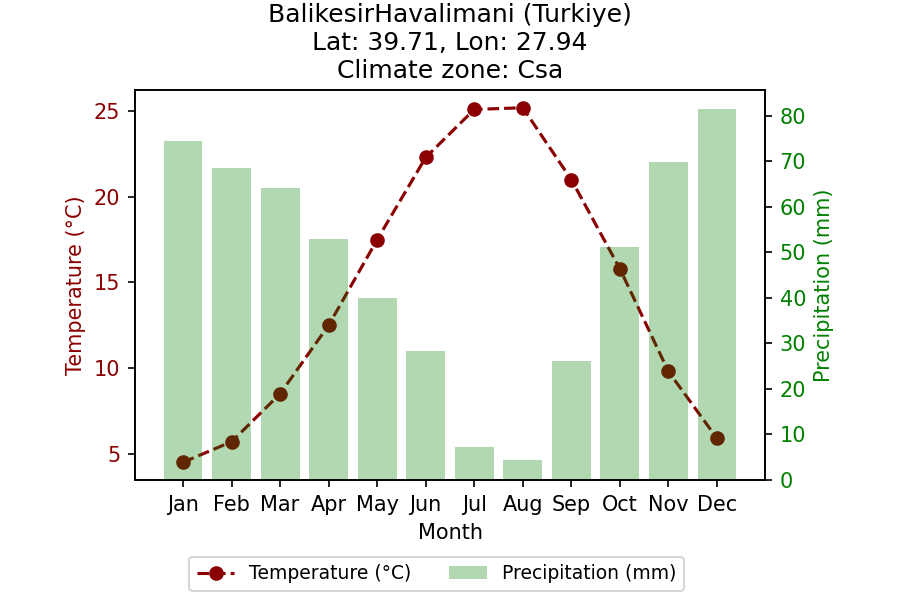 BalikesirHavalimani (Turkiye)
Lat: 39.71, Lon: 27.94
Climate zone: Csa
25
20
15
10
5
Temperature (°C)
80
70
60
50
40
30
20
10
0
Precipitation (mm)
Jan Feb Mar Apr May Jun Jul Aug Sep Oct Nov Dec
Month
Temperature (°C) Precipitation (mm)